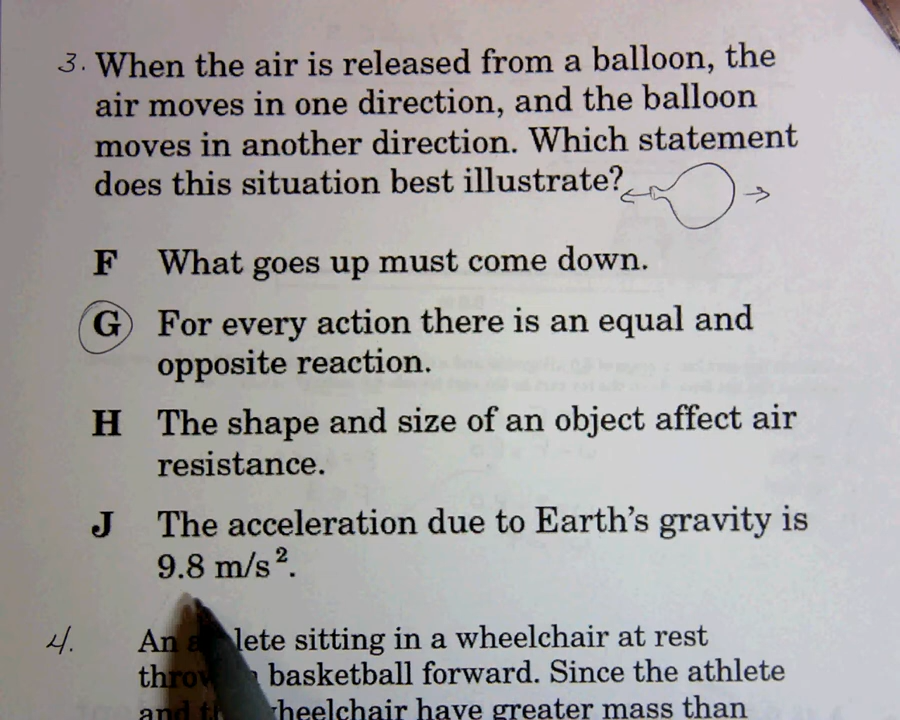 3. When the air is released from a balloon, the
air moves in one direction, and the balloon
moves in another direction. Which statement
does this situation best illustrate?
F What goes up must come down.
G For every action there is an equal and
opposite reaction.
H The shape and size of an object affect air
resistance.
J The acceleration due to Earth's gravity is
9.8 m/s².
4. An lete sitting in a wheelchair at rest
basketball forward. Since the athlete
and heelchair have greater mass than